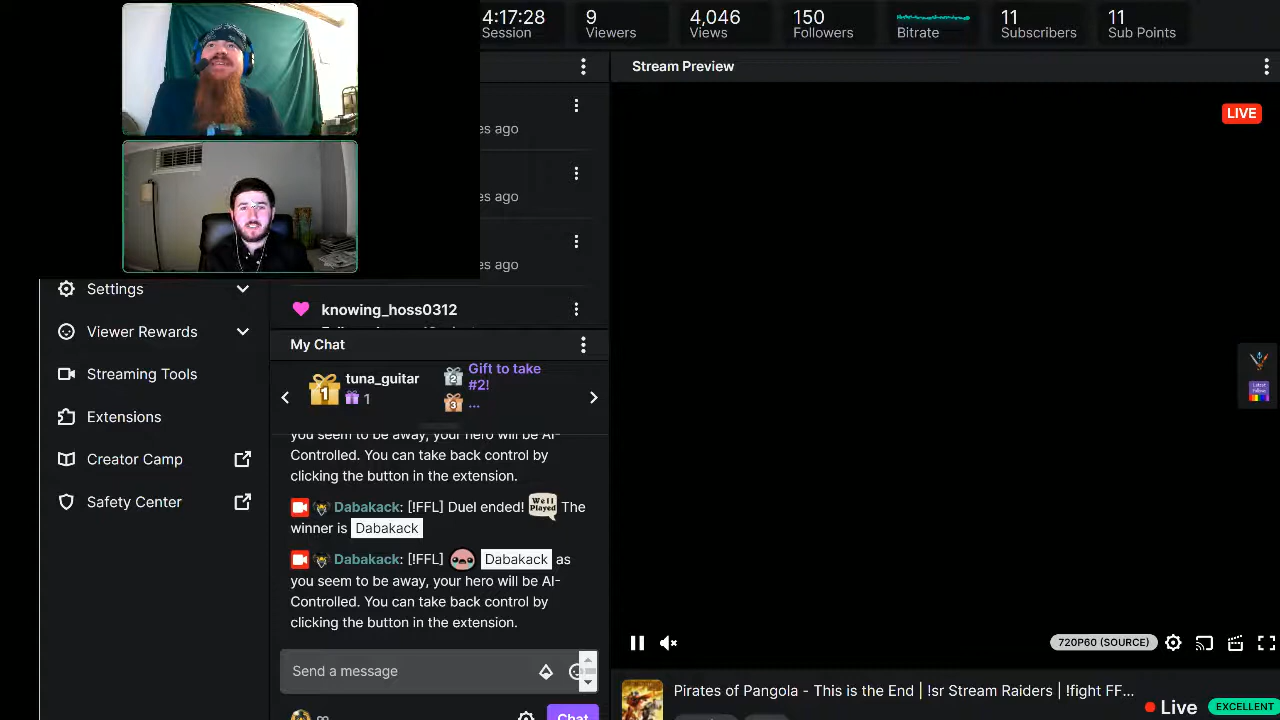 4:17:28
Session
9
Viewers
4,046
Views
150
Followers
Bitrate
11
Subscribers
11
Sub Points
Stream Preview
LIVE
es ago
es ago
es ago
knowing_hoss0312
Settings
Viewer Rewards
Streaming Tools
Extensions
Creator Camp
Safety Center
My Chat
1
tuna_guitar
1
2
Gift to take
#2!
3
...
you seem to be away, your hero will be AI-
Controlled. You can take back control by
clicking the button in the extension.
Dabakack: [!FFL] Duel ended! Well Played The
winner is Dabakack
Dabakack: [!FFL] Dabakack as
you seem to be away, your hero will be AI-
Controlled. You can take back control by
clicking the button in the extension.
Send a message
Chat
720P60 (SOURCE)
Pirates of Pangola - This is the End | !sr Stream Raiders | !fight FF...
Live
EXCELLENT